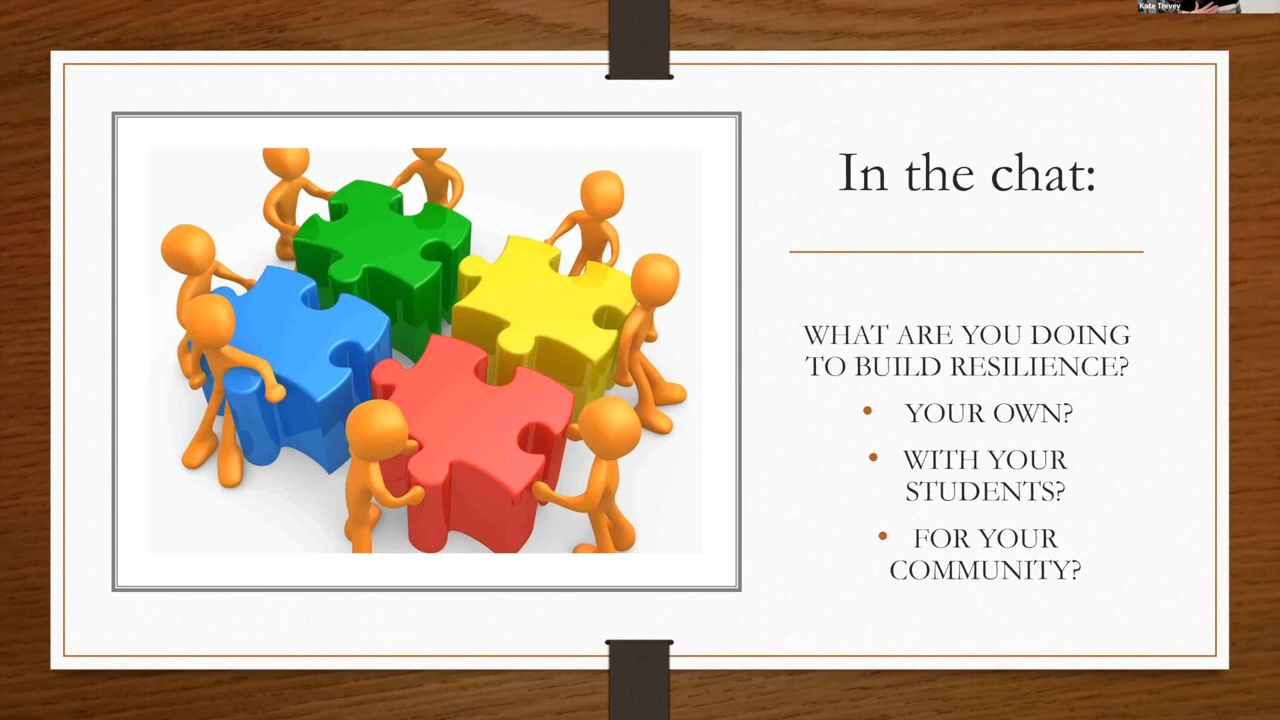 Kate Trevey
In the chat:
WHAT ARE YOU DOING
TO BUILD RESILIENCE?
• YOUR OWN?
• WITH YOUR
STUDENTS?
• FOR YOUR
COMMUNITY?